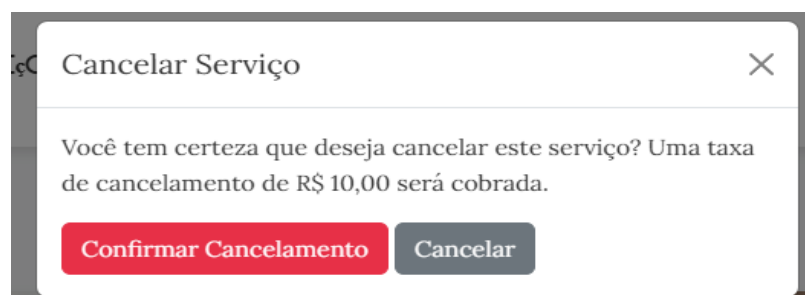 Cancelar Serviço
Você tem certeza que deseja cancelar este serviço? Uma taxa
de cancelamento de R$ 10,00 será cobrada.
Confirmar Cancelamento
Cancelar